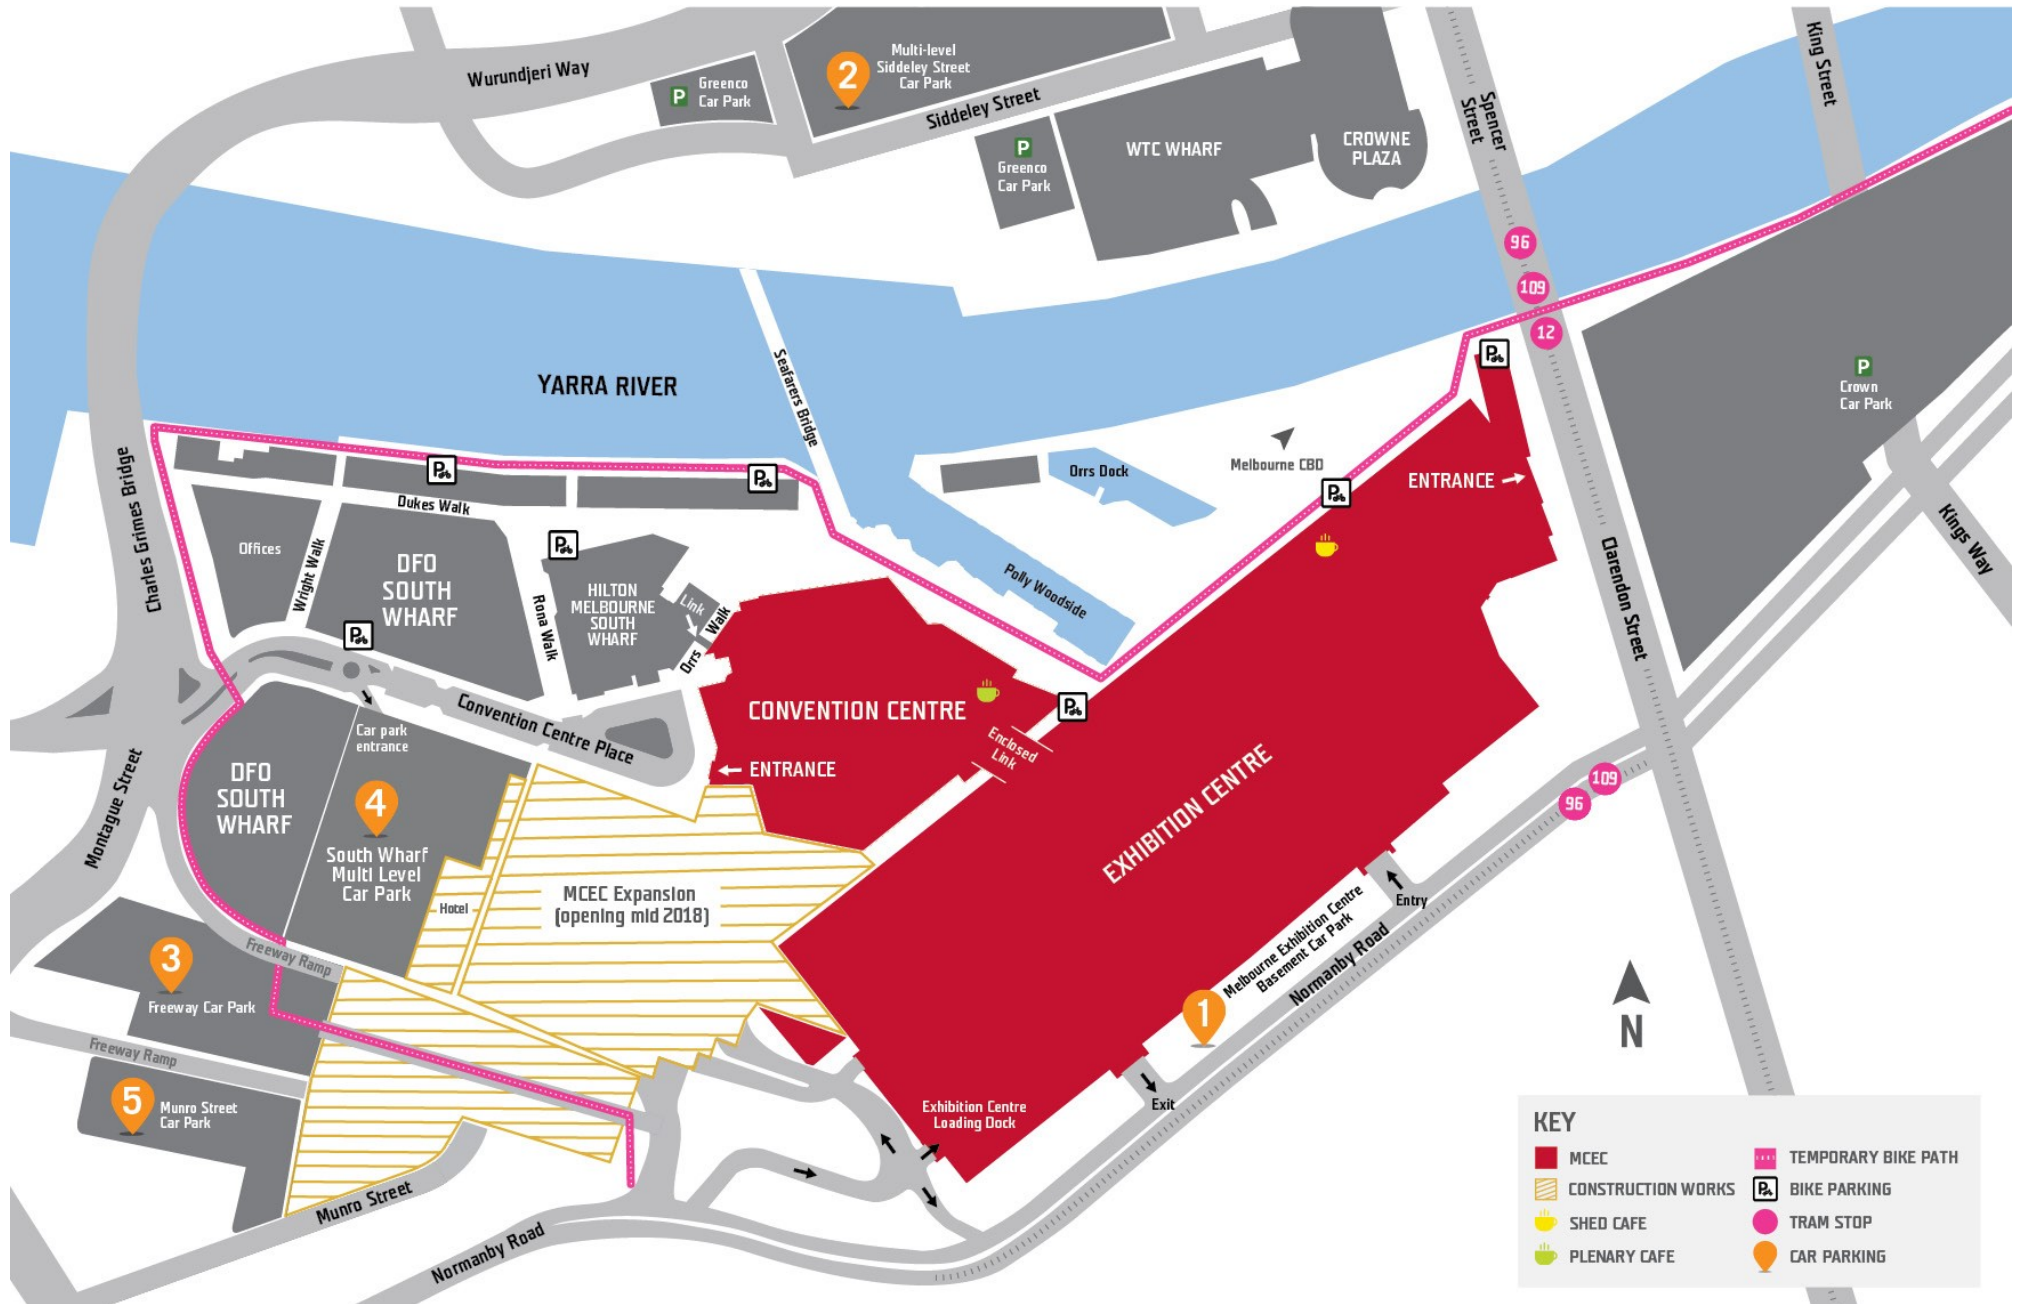 Wurundjeri Way
P
Greenco
Car Park
2
Multi-level
Siddeley Street
Car Park
Siddeley Street
P
Greenco
Car Park
WTC WHARF
CROWNE
PLAZA
Spencer
Street
King Street
96
109
12
YARRA RIVER
Seafarers Bridge
Charles Grimes Bridge
P
Crown
Car Park
Kings Way
Melbourne CBD
Orrs Dock
Polly Woodside
ENTRANCE
P
P
P
P
P
P
P
Dukes Walk
Offices
Wright Walk
DFO
SOUTH
WHARF
Rona Walk
HILTON
MELBOURNE
SOUTH
WHARF
Link
Orrs Walk
Clarendon Street
Convention Centre Place
Car park
entrance
CONVENTION CENTRE
ENTRANCE
Enclosed
Link
EXHIBITION CENTRE
109
96
Montague Street
DFO
SOUTH
WHARF
4
South Wharf
Multi Level
Car Park
Hotel
MCEC Expansion
(opening mid 2018)
Entry
Melbourne Exhibition Centre
Basement Car Park
Normanby Road
1
Exit
Freeway Ramp
3
Freeway Car Park
Freeway Ramp
5
Munro Street
Car Park
Munro Street
Normanby Road
Exhibition Centre
Loading Dock
N
KEY
MCEC
CONSTRUCTION WORKS
SHED CAFE
PLENARY CAFE
TEMPORARY BIKE PATH
P BIKE PARKING
TRAM STOP
CAR PARKING